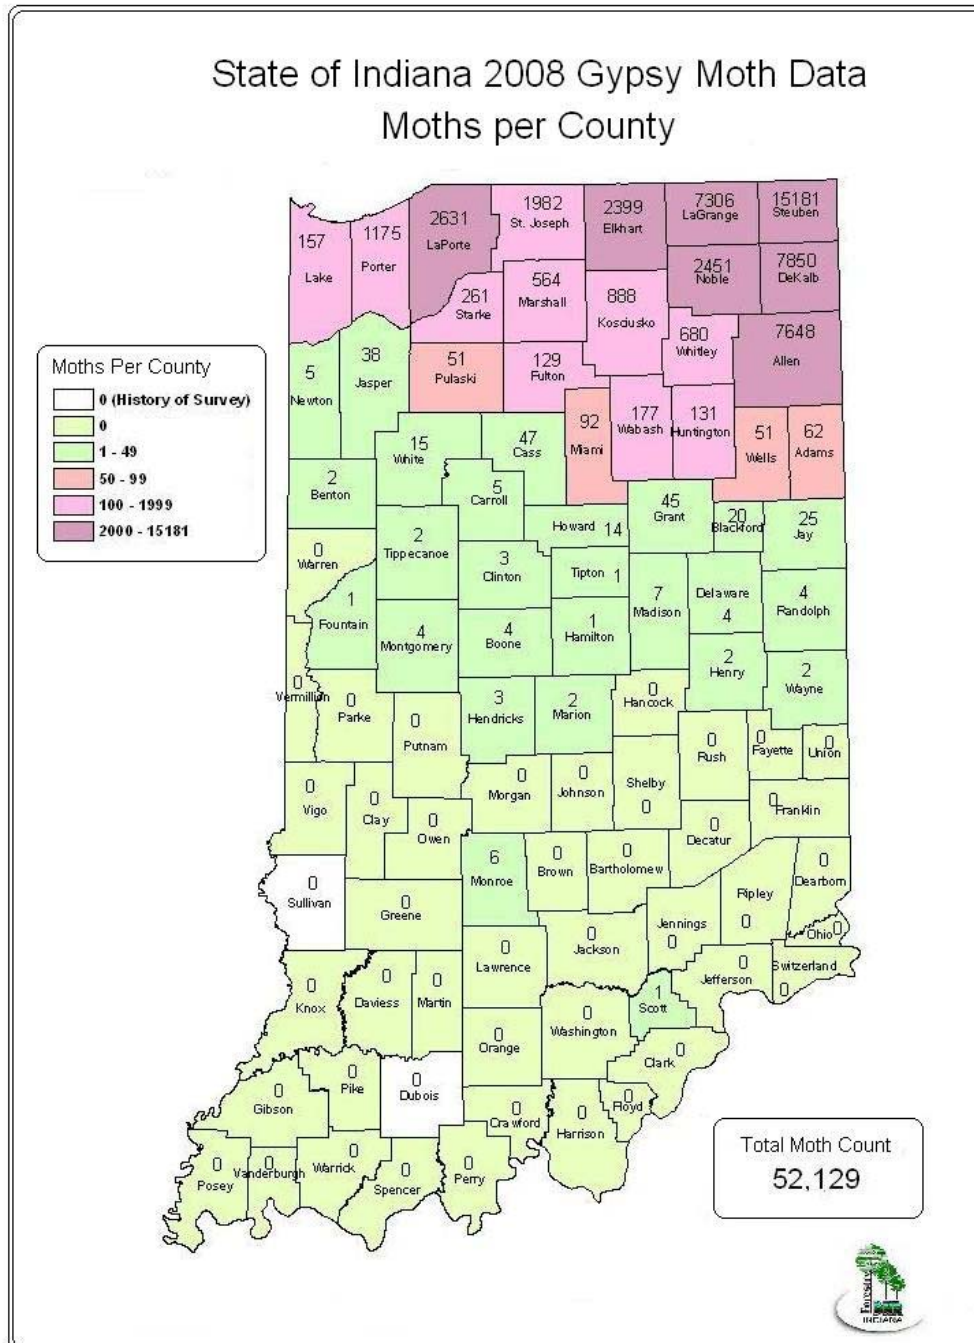 State of Indiana 2008 Gypsy Moth Data
Moths per County
157
Lake
1175
Porter
2631
LaPorte
1982
St. Joseph
2399
Elkhart
7306
LaGrange
15181
Steuben
2451
Noble
7850
DeKalb
261
Starke
564
Marshall
888
Kosciusko
680
Whitley
7648
Allen
5
Newton
38
Jasper
51
Pulaski
129
Fulton
92
Miami
177
Wabash
131
Huntington
51
Wells
62
Adams
Moths Per County
0 (History of Survey)
0
1 - 49
50 - 99
100 - 1999
2000 - 15181
15
White
47
Cass
2
Benton
5
Carroll
Howard 14
45
Grant
20
Blackford
25
Jay
0
Warren
2
Tippecanoe
3
Clinton
Tipton 1
7
Madison
Delaware
4
4
Randolph
1
Fountain
4
Montgomery
4
Boone
1
Hamilton
2
Henry
2
Wayne
0
Vermillion
0
Parke
0
Putnam
3
Hendricks
2
Marion
0
Hancock
0
Rush
0
Fayette
0
Union
0
Vigo
0
Clay
0
Owen
0
Morgan
0
Johnson
Shelby
0
0
Decatur
0
Franklin
0
Sullivan
0
Greene
6
Monroe
0
Brown
0
Bartholomew
Jennings
0
Ripley
0
0
Dearborn
Ohio 0
0
Knox
0
Daviess
0
Martin
0
Lawrence
0
Jackson
1
Scott
0
Jefferson
Switzerland
0
0
Orange
0
Washington
Clark 0
0
Gibson
0
Pike
0
Dubois
0
Crawford
0
Harrison
0
Floyd
0
Posey
0
Vanderburgh
0
Warrick
0
Spencer
0
Perry
Total Moth Count
52,129
Forestry
DNR
INDIANA